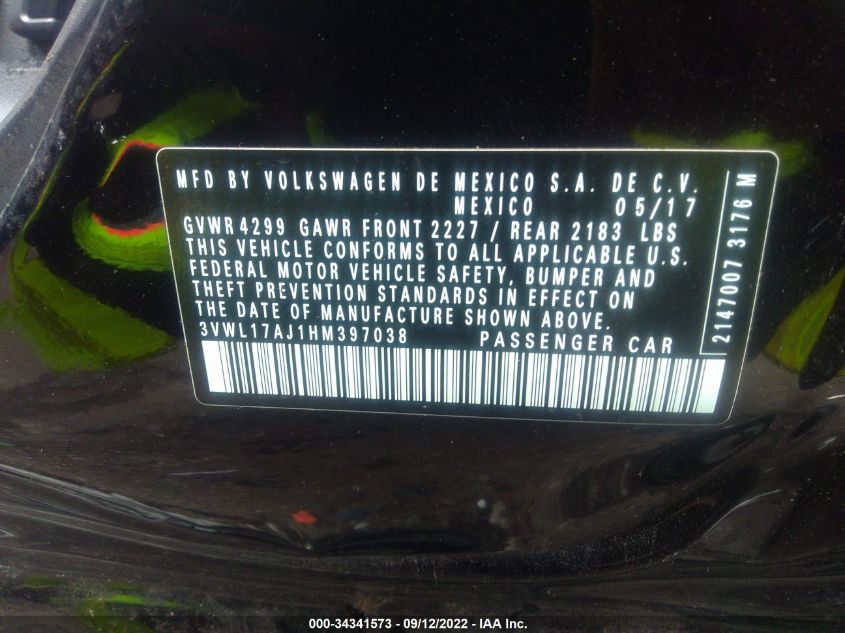 MFD BY VOLKSWAGEN DE MEXICO S.A. DE C.V.
MEXICO 05/17
GVWR 4299 GAWR FRONT 2227 / REAR 2183 LBS
THIS VEHICLE CONFORMS TO ALL APPLICABLE U.S.
FEDERAL MOTOR VEHICLE SAFETY, BUMPER AND
THEFT PREVENTION STANDARDS IN EFFECT ON
THE DATE OF MANUFACTURE SHOWN ABOVE.
3VWL17AJ1HM397038 PASSENGER CAR
2147007 3176 M
000-34341573 - 09/12/2022 - IAA Inc.